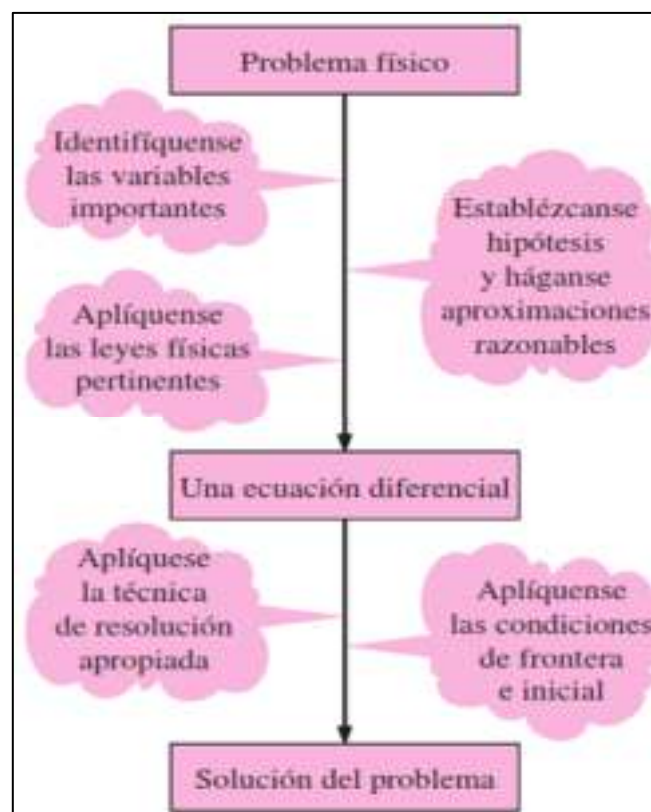 Problema físico
Identifíquense
las variables
importantes
Establézcanse
hipótesis
y háganse
aproximaciones
razonables
Aplíquense
las leyes físicas
pertinentes
Una ecuación diferencial
Aplíquese
la técnica
de resolución
apropiada
Aplíquense
las condiciones
de frontera
e inicial
Solución del problema